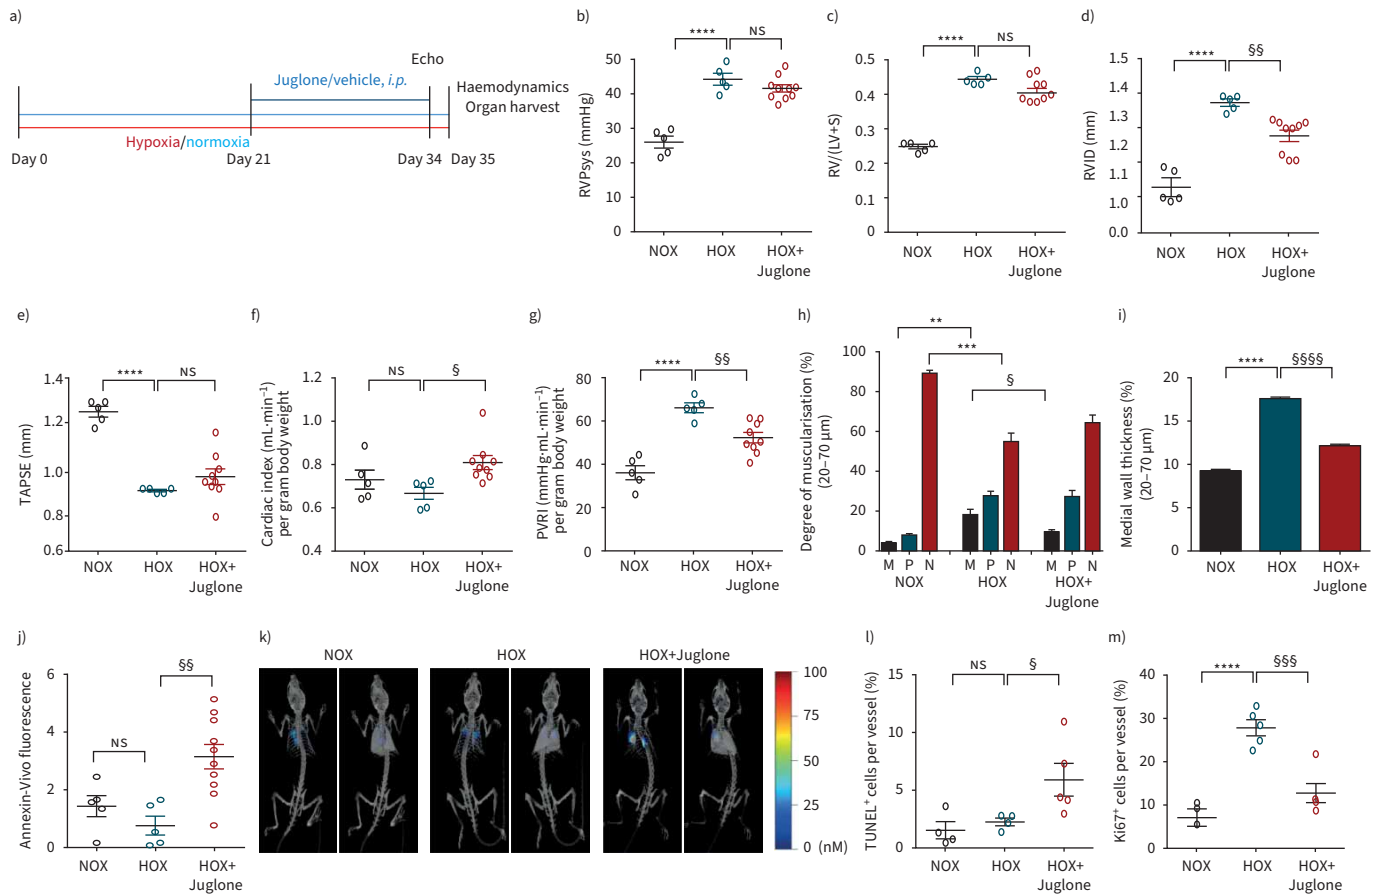 a)
Echo
Juglone/vehicle, i.p.
Haemodynamics
Organ harvest
Hypoxia/normoxia
Day 0
Day 21
Day 34
Day 35
b)
RVPsys (mmHg)
**** NS
50
40
30
20
10
0
NOX HOX HOX+
Juglone
c)
RV/(LV+S)
**** NS
0.5
0.4
0.3
0.2
0.1
0
NOX HOX HOX+
Juglone
d)
RVID (mm)
**** §§
1.5
1.4
1.3
1.2
1.1
1.0
0.0
NOX HOX HOX+
Juglone
e)
TAPSE (mm)
**** NS
1.4
1.2
1.0
0.8
0.6
NOX HOX HOX+
Juglone
f)
Cardiac index (mL·min⁻¹)
per gram body weight
NS §
1.2
1.0
0.8
0.6
0.4
NOX HOX HOX+
Juglone
g)
PVRI (mmHg·mL·min⁻¹)
per gram body weight
**** §§
80
60
40
20
0
NOX HOX HOX+
Juglone
h)
Degree of muscularisation (%)
(20–70 µm)
**
***
§
100
80
60
40
20
0
M P N M P N M P N
NOX HOX HOX+
Juglone
i)
Medial wall thickness (%)
(20–70 µm)
**** §§§§
20
15
10
5
0
NOX HOX HOX+
Juglone
j)
Annexin-Vivo fluorescence
§§
NS
6
4
2
0
NOX HOX HOX+
Juglone
k)
NOX HOX HOX+Juglone
100
75
50
25
0 (nM)
l)
TUNEL⁺ cells per vessel (%)
NS §
15
10
5
0
NOX HOX HOX+
Juglone
m)
Ki67⁺ cells per vessel (%)
**** §§§
40
30
20
10
0
NOX HOX HOX+
Juglone